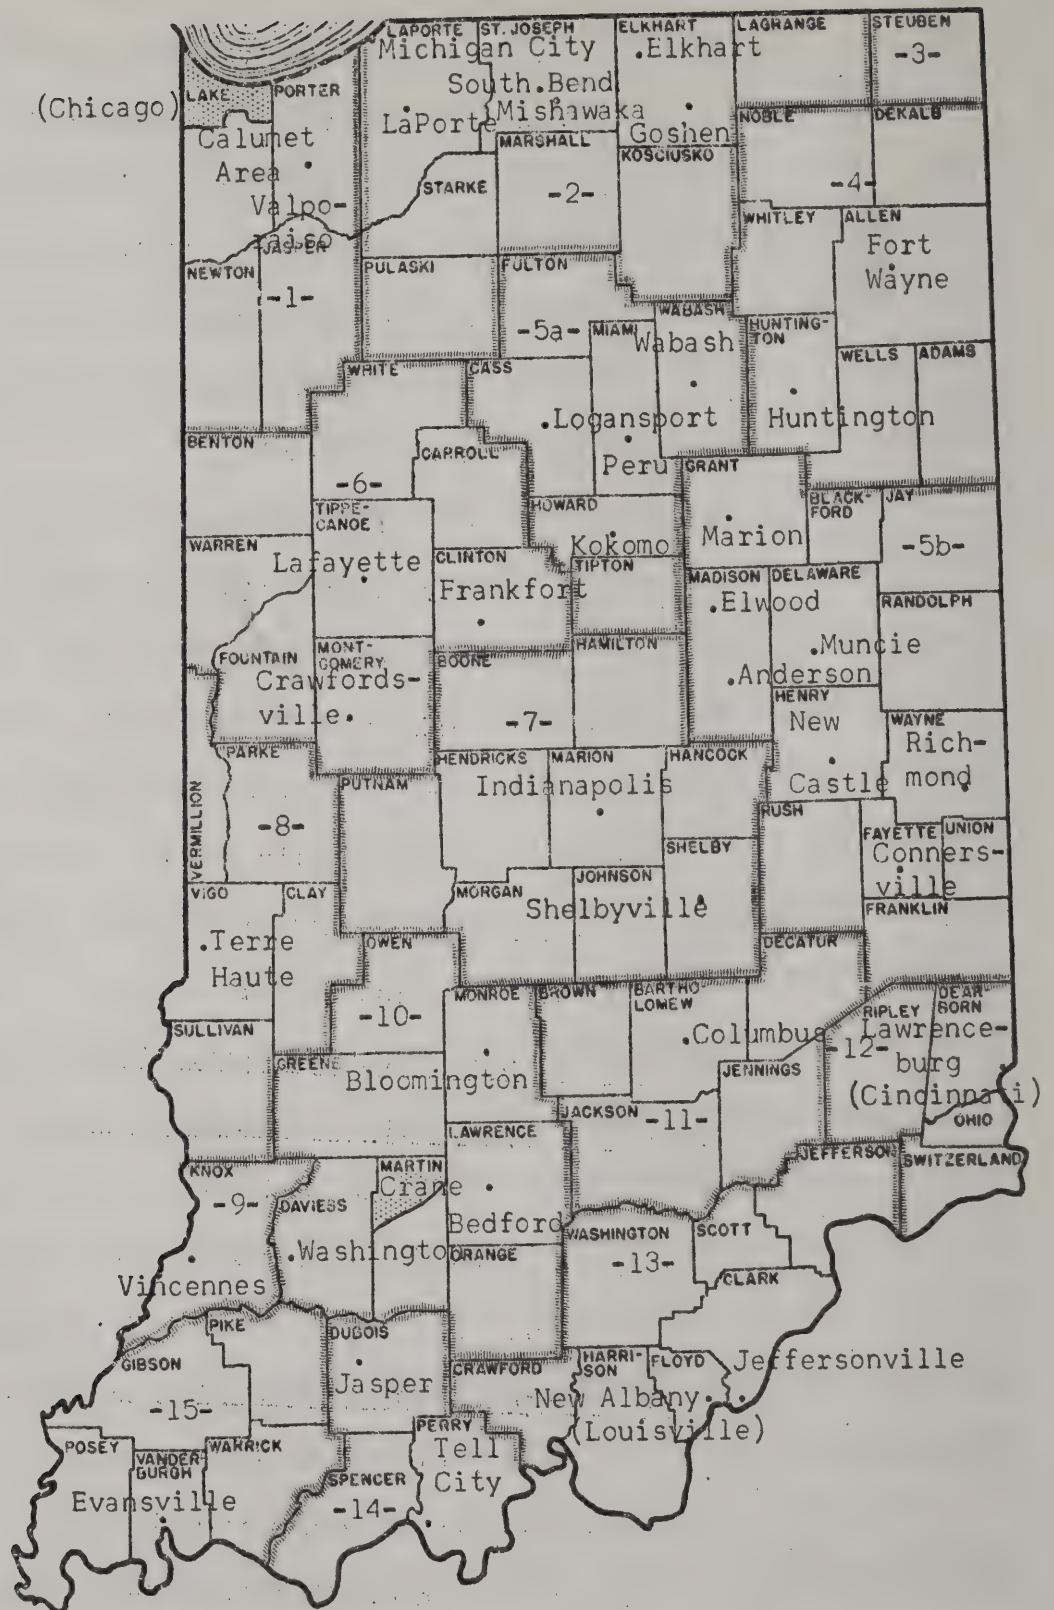 LAPORTE
ST. JOSEPH
ELKHART
LAGRANGE
STEUBEN
Michigan City
.Elkhart
-3-
South.Bend
(Chicago)
LAKE
PORTER
LaPorte
Mishawaka
Goshen
NOBLE
DEKALB
Calumet
Area
MARSHALL
KOSCIUSKO
STARKE
-2-
-4-
Valpo-
raiso
WHITLEY
ALLEN
Fort
Wayne
JASPER
NEWTON
PULASKI
FULTON
-1-
-5a-
MIAMI
WABASH
Wabash
HUNTING-
TON
WELLS
ADAMS
WHITE
CASS
.Logansport
Huntington
BENTON
CARROLL
Peru
GRANT
-6-
TIPPE-
CANOE
HOWARD
BLACK-
FORD
JAY
WARREN
Lafayette
CLINTON
Kokomo
Marion
-5b-
Frankfort
TIPTON
MADISON
DELAWARE
.Elwood
RANDOLPH
FOUNTAIN
MONT-
GOMERY
BOONE
HAMILTON
.Muncie
Crawfords-
ville.
.Anderson
HENRY
-7-
New
Castle
WAYNE
Rich-
mond
PARKE
HENDRICKS
MARION
HANCOCK
PUTNAM
Indianapolis
VERMILLION
-8-
RUSH
FAYETTE
UNION
SHELBY
Conners-
ville
VIGO
CLAY
MORGAN
JOHNSON
Shelbyville
FRANKLIN
.Terre
Haute
OWEN
DECATUR
MONROE
BROWN
BARTHO
LOMEW
RIPLEY
DEAR
BORN
SULLIVAN
-10-
.Columbus
-12-
Lawrence-
burg
(Cincinnati)
GREENE
Bloomington
JENNINGS
JACKSON
-11-
OHIO
LAWRENCE
JEFFERSON
SWITZERLAND
KNOX
MARTIN
Crane
-9-
DAVIESS
Bedford
.Washington
ORANGE
WASHINGTON
SCOTT
-13-
Vincennes
CLARK
PIKE
DUBOIS
GIBSON
Jasper
CRAWFORD
HARRI-
SON
FLOYD
Jeffersonville
-15-
New Albany.
(Louisville)
PERRY
Tell
City
POSEY
VANDER-
BURGH
WARRICK
SPENCER
Evansville
-14-